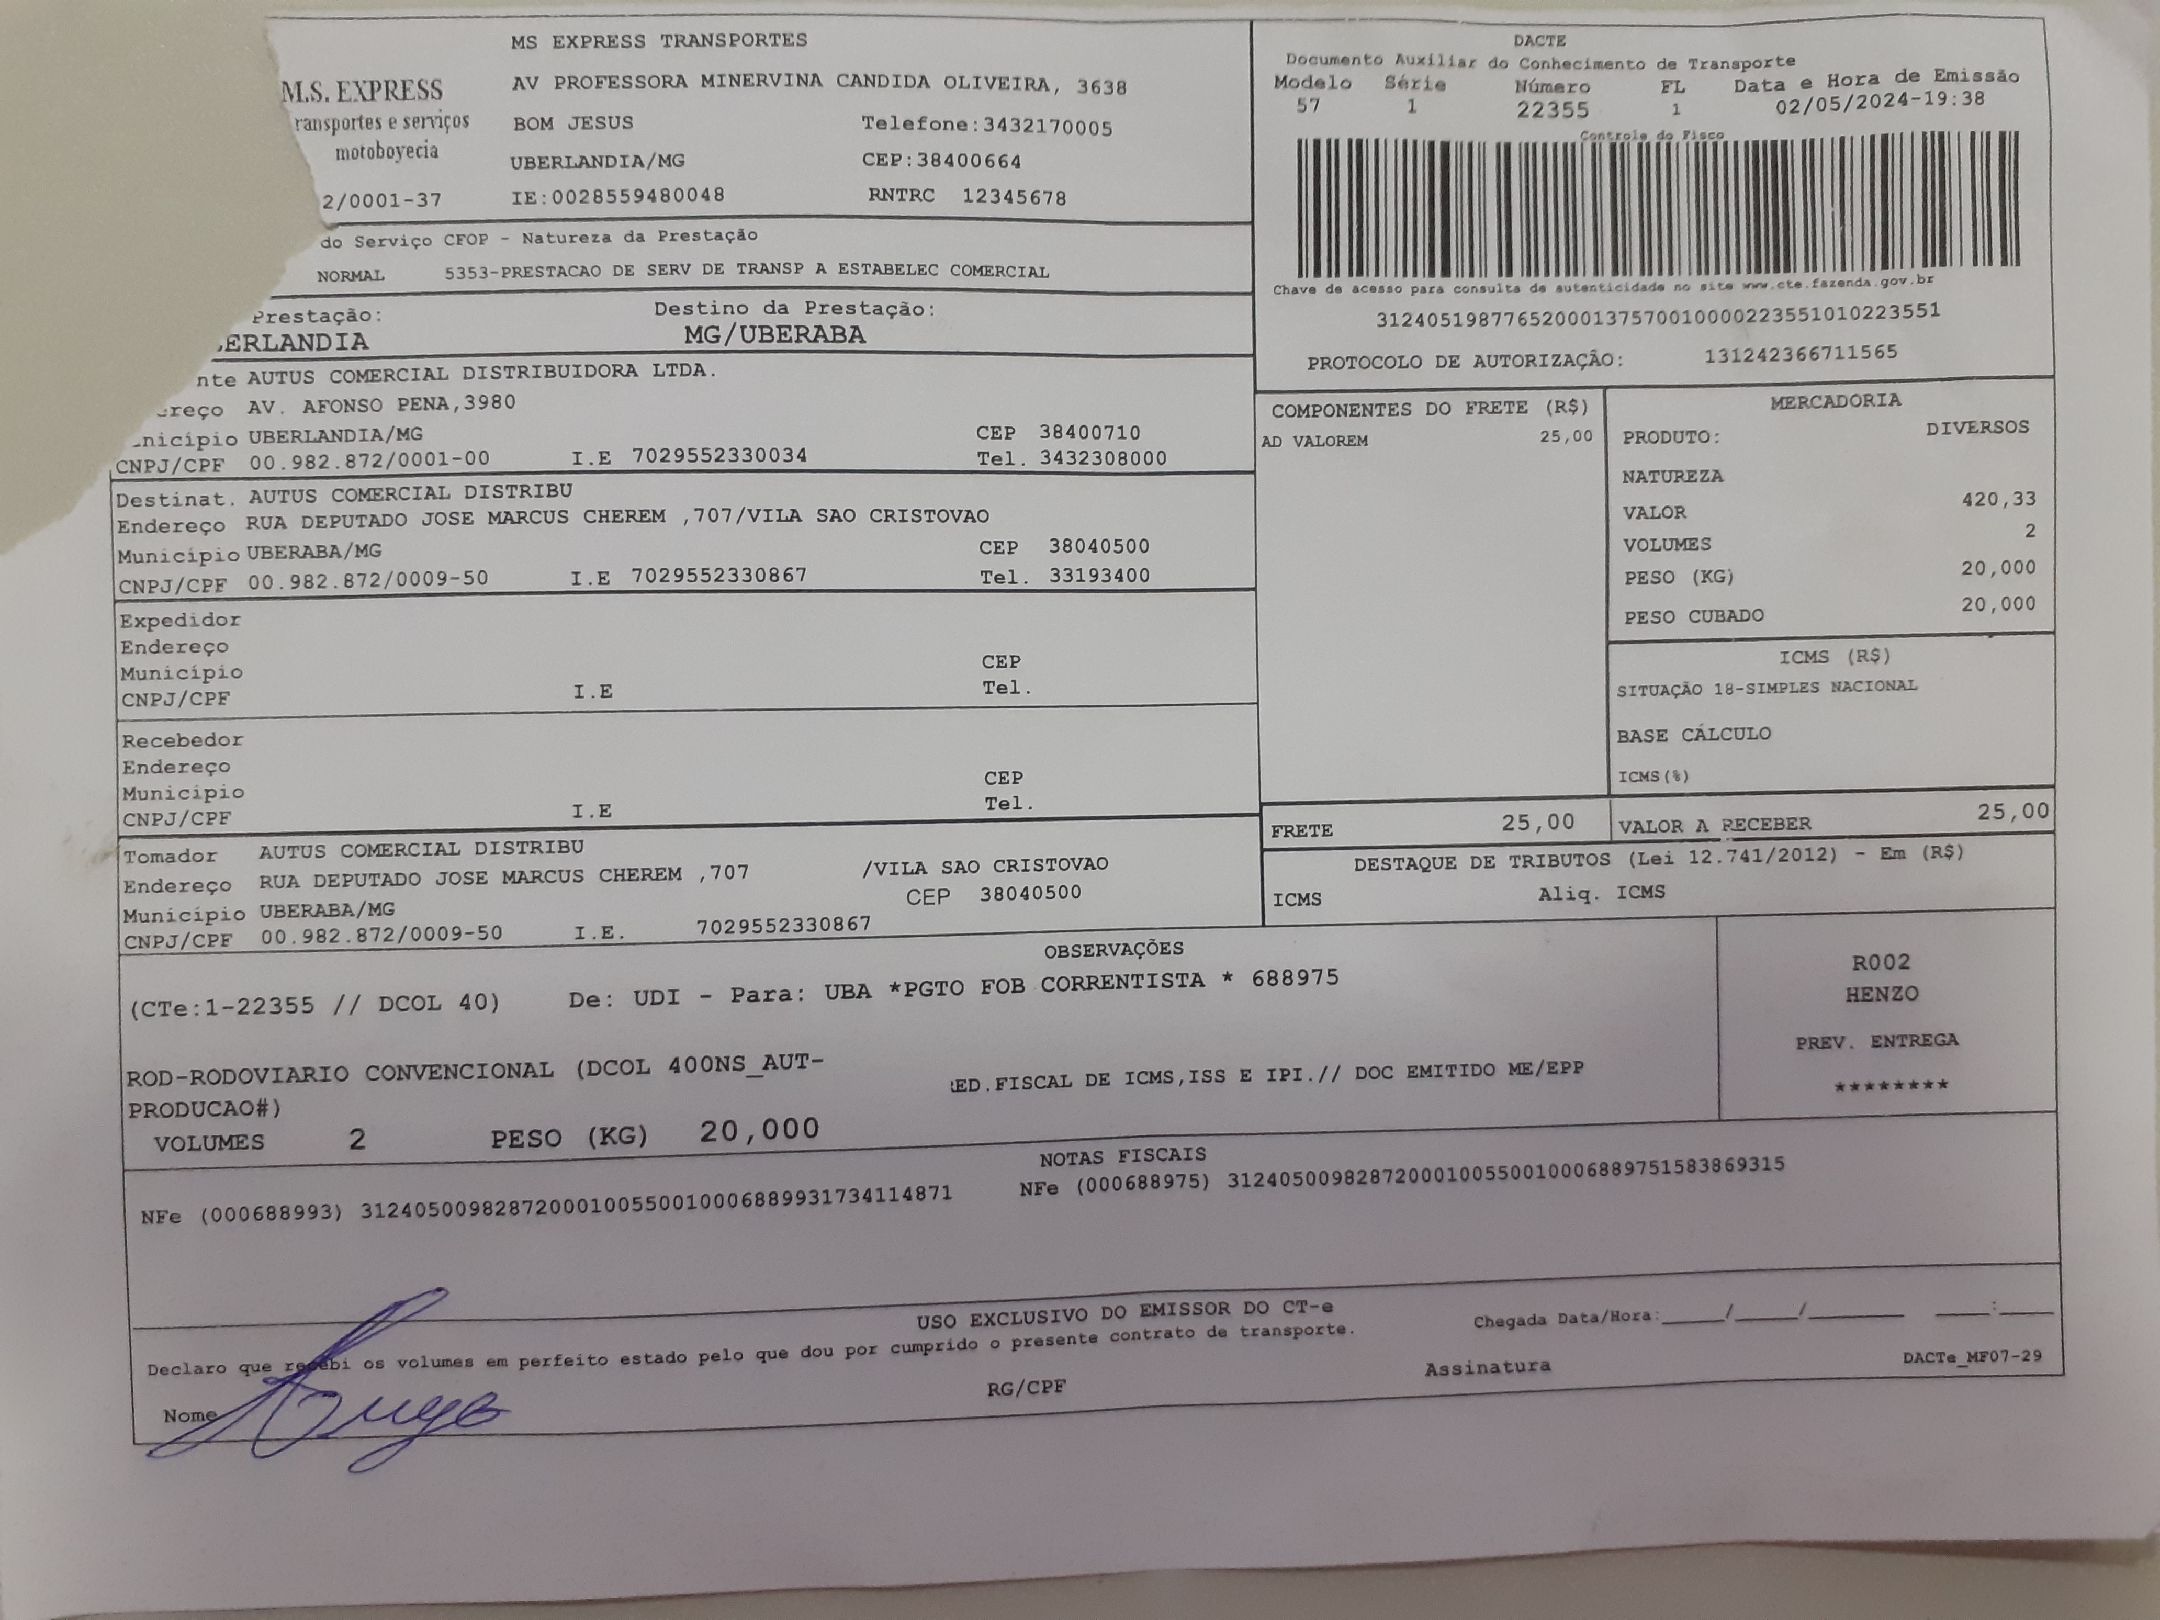 MS EXPRESS TRANSPORTES
M.S. EXPRESS
AV PROFESSORA MINERVINA CANDIDA OLIVEIRA, 3638
ransportes e serviços
motoboyecia
BOM JESUS Telefone:3432170005
UBERLANDIA/MG CEP:38400664
2/0001-37 IE:0028559480048 RNTRC 12345678
do Serviço CFOP - Natureza da Prestação
NORMAL 5353-PRESTACAO DE SERV DE TRANSP A ESTABELEC COMERCIAL
Prestação: Destino da Prestação:
ERLANDIA MG/UBERABA
DACTE
Documento Auxiliar do Conhecimento de Transporte
Modelo Série Número FL Data e Hora de Emissão
57 1 22355 1 02/05/2024-19:38
Controle do Fisco
Chave de acesso para consulta de autenticidade no site www.cte.fazenda.gov.br
31240519877652000137570010000223551010223551
PROTOCOLO DE AUTORIZAÇÃO: 131242366711565
nte AUTUS COMERCIAL DISTRIBUIDORA LTDA.
reço AV. AFONSO PENA,3980
nicípio UBERLANDIA/MG CEP 38400710
CNPJ/CPF 00.982.872/0001-00 I.E 7029552330034 Tel. 3432308000
Destinat. AUTUS COMERCIAL DISTRIBU
Endereço RUA DEPUTADO JOSE MARCUS CHEREM ,707/VILA SAO CRISTOVAO
Município UBERABA/MG CEP 38040500
CNPJ/CPF 00.982.872/0009-50 I.E 7029552330867 Tel. 33193400
Expedidor
Endereço
Município CEP
CNPJ/CPF I.E Tel.
Recebedor
Endereço
Municipio CEP
CNPJ/CPF I.E Tel.
Tomador AUTUS COMERCIAL DISTRIBU
Endereço RUA DEPUTADO JOSE MARCUS CHEREM ,707 /VILA SAO CRISTOVAO
Município UBERABA/MG CEP 38040500
CNPJ/CPF 00.982.872/0009-50 I.E. 7029552330867
COMPONENTES DO FRETE (R$)
AD VALOREM 25,00
MERCADORIA
PRODUTO: DIVERSOS
NATUREZA
VALOR 420,33
VOLUMES 2
PESO (KG) 20,000
PESO CUBADO 20,000
ICMS (R$)
SITUAÇÃO 18-SIMPLES NACIONAL
BASE CÁLCULO
ICMS(%)
FRETE 25,00 VALOR A RECEBER 25,00
DESTAQUE DE TRIBUTOS (Lei 12.741/2012) - Em (R$)
ICMS Aliq. ICMS
OBSERVAÇÕES
(CTe:1-22355 // DCOL 40) De: UDI - Para: UBA *PGTO FOB CORRENTISTA * 688975
ROD-RODOVIARIO CONVENCIONAL (DCOL 400NS_AUT-
PRODUCAO#)
ED.FISCAL DE ICMS,ISS E IPI.// DOC EMITIDO ME/EPP
VOLUMES 2 PESO (KG) 20,000
R002
HENZO
PREV. ENTREGA
********
NOTAS FISCAIS
NFe (000688993) 31240500982872000100550010006889931734114871 NFe (000688975) 31240500982872000100550010006889751583869315
USO EXCLUSIVO DO EMISSOR DO CT-e
Declaro que recebi os volumes em perfeito estado pelo que dou por cumprido o presente contrato de transporte.
Chegada Data/Hora:_____/_____/________ ____:____
Nome RG/CPF Assinatura DACTe_MF07-29